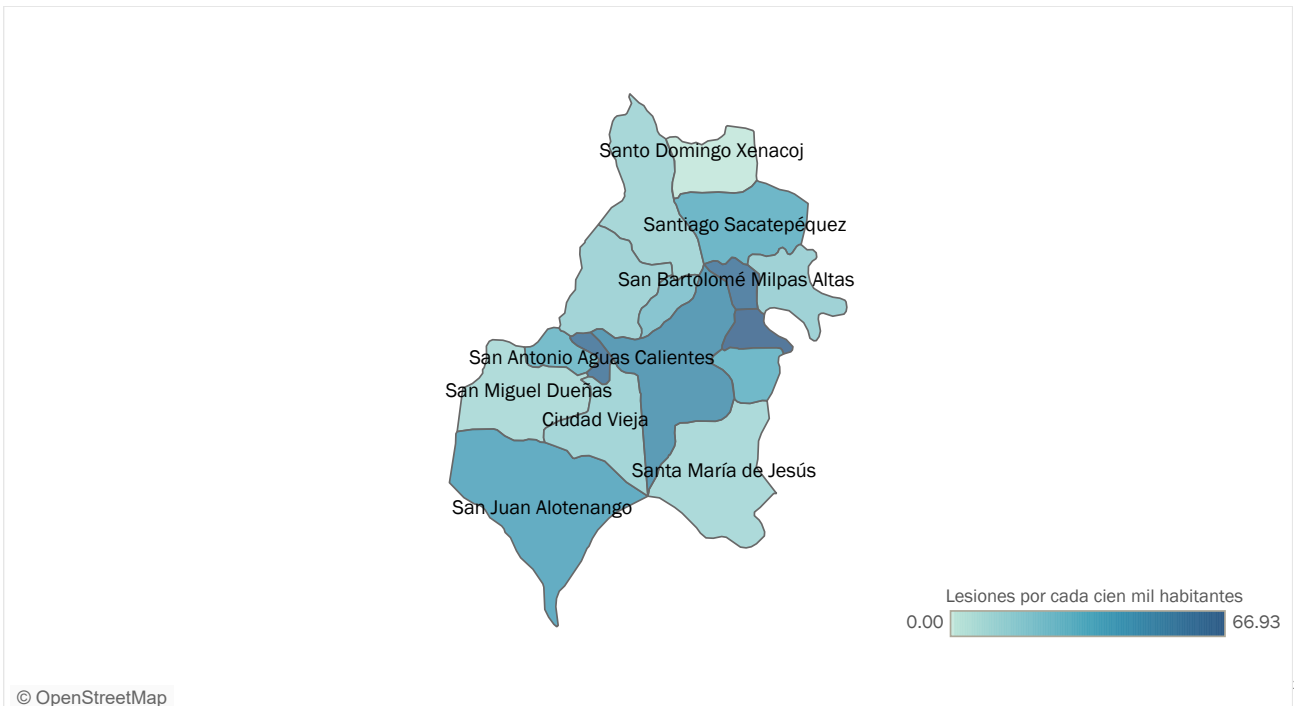 Santo Domingo Xenacoj
Santiago Sacatepéquez
San Bartolomé Milpas Altas
San Antonio Aguas Calientes
San Miguel Dueñas
Ciudad Vieja
Santa María de Jesús
San Juan Alotenango
Lesiones por cada cien mil habitantes
0.00 66.93
© OpenStreetMap